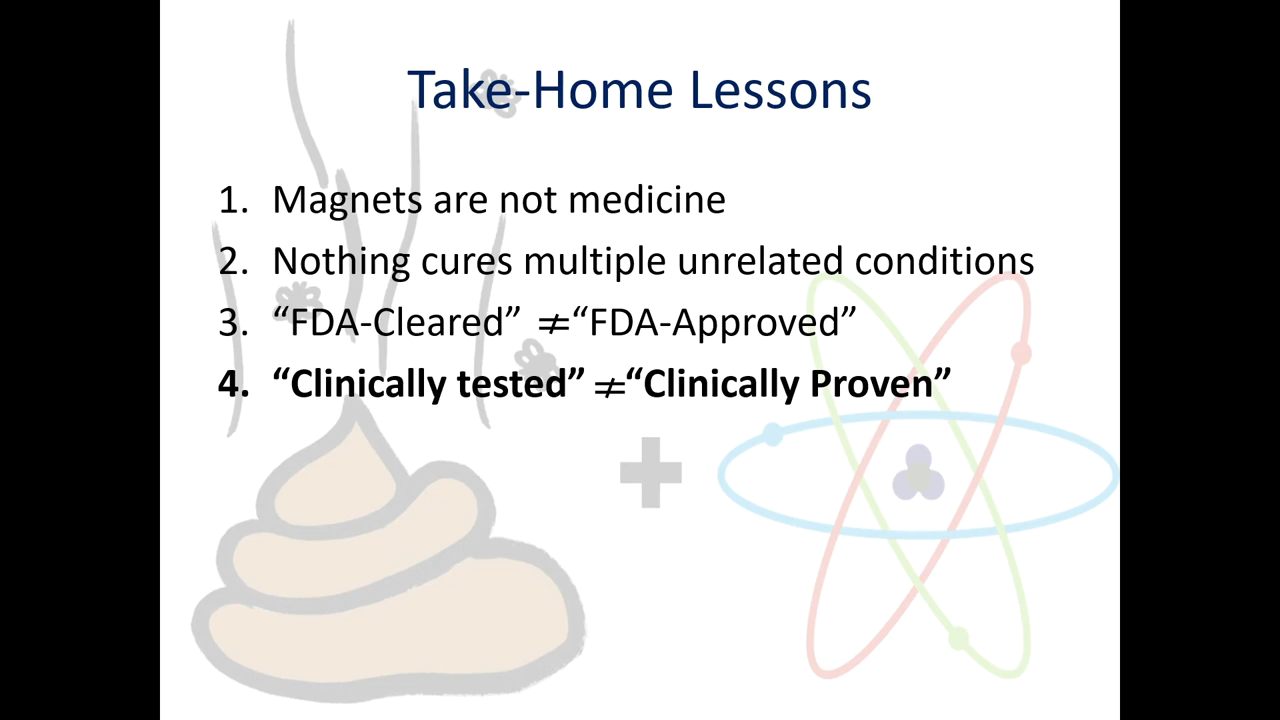 Take-Home Lessons
1. Magnets are not medicine
2. Nothing cures multiple unrelated conditions
3. “FDA-Cleared” ≠“FDA-Approved”
4. “Clinically tested” ≠“Clinically Proven”